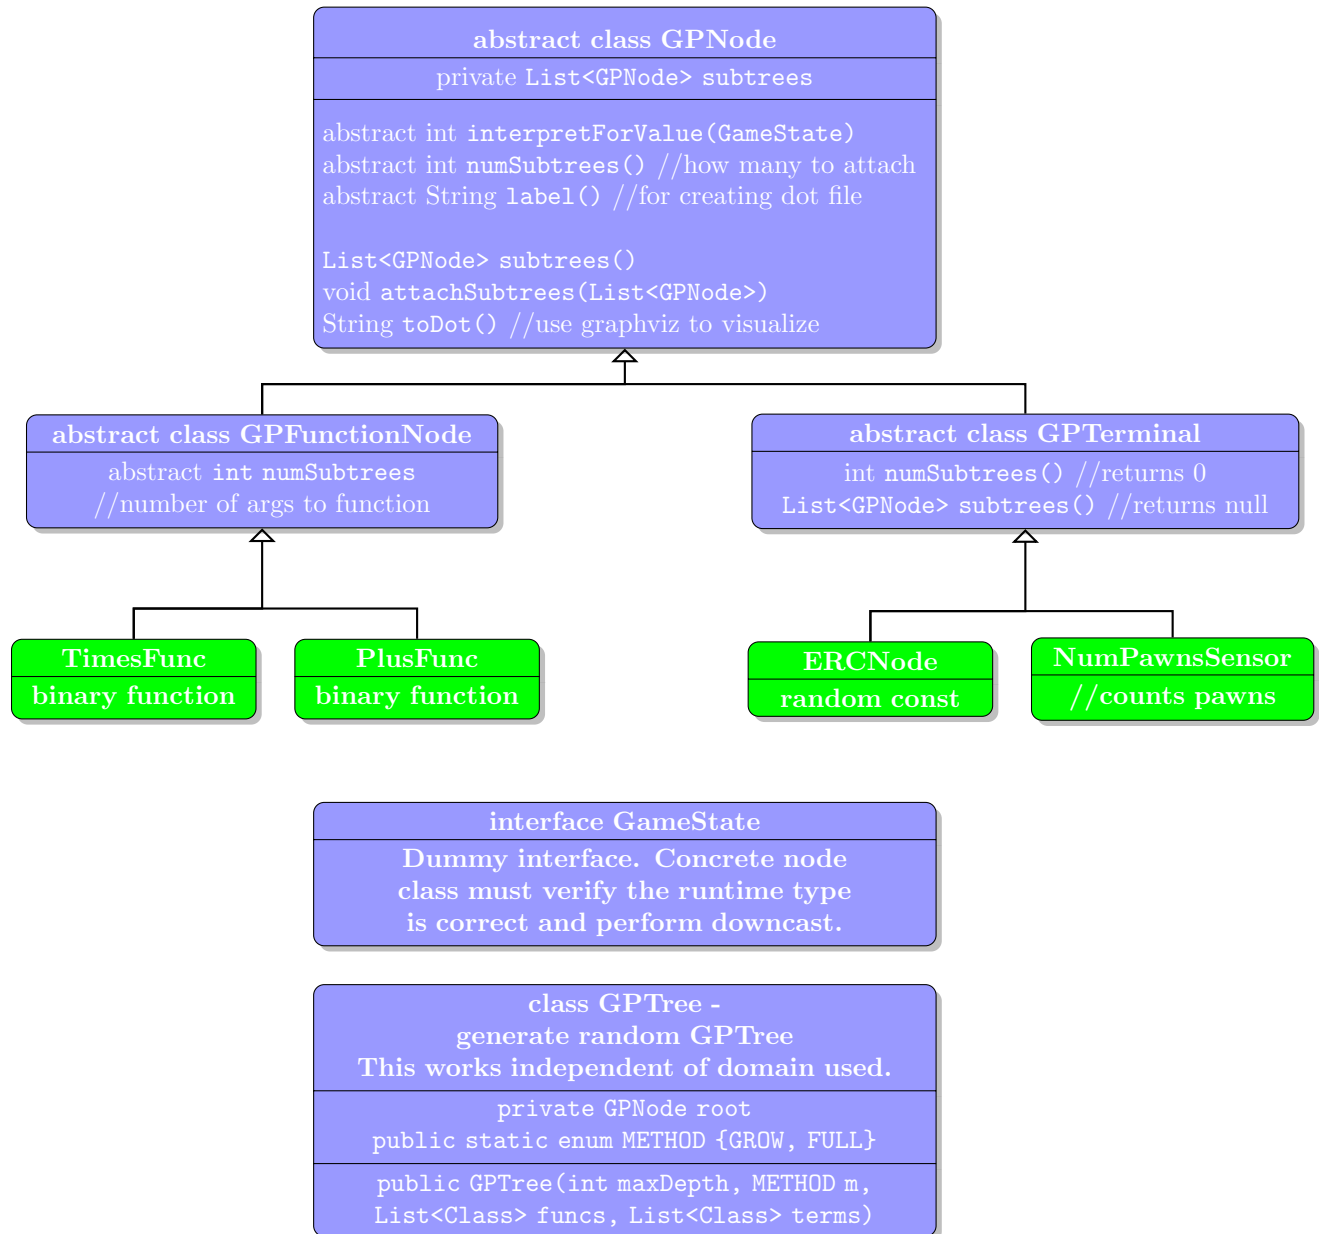 abstract class GPNode
private List<GPNode> subtrees
abstract int interpretForValue(GameState)
abstract int numSubtrees() //how many to attach
abstract String label() //for creating dot file
List<GPNode> subtrees()
void attachSubtrees(List<GPNode>)
String toDot() //use graphviz to visualize
abstract class GPFunctionNode
abstract int numSubtrees
//number of args to function
abstract class GPTerminal
int numSubtrees() //returns 0
List<GPNode> subtrees() //returns null
TimesFunc
binary function
PlusFunc
binary function
ERCNode
random const
NumPawnsSensor
//counts pawns
interface GameState
Dummy interface. Concrete node
class must verify the runtime type
is correct and perform downcast.
class GPTree -
generate random GPTree
This works independent of domain used.
private GPNode root
public static enum METHOD {GROW, FULL}
public GPTree(int maxDepth, METHOD m,
List<Class> funcs, List<Class> terms)